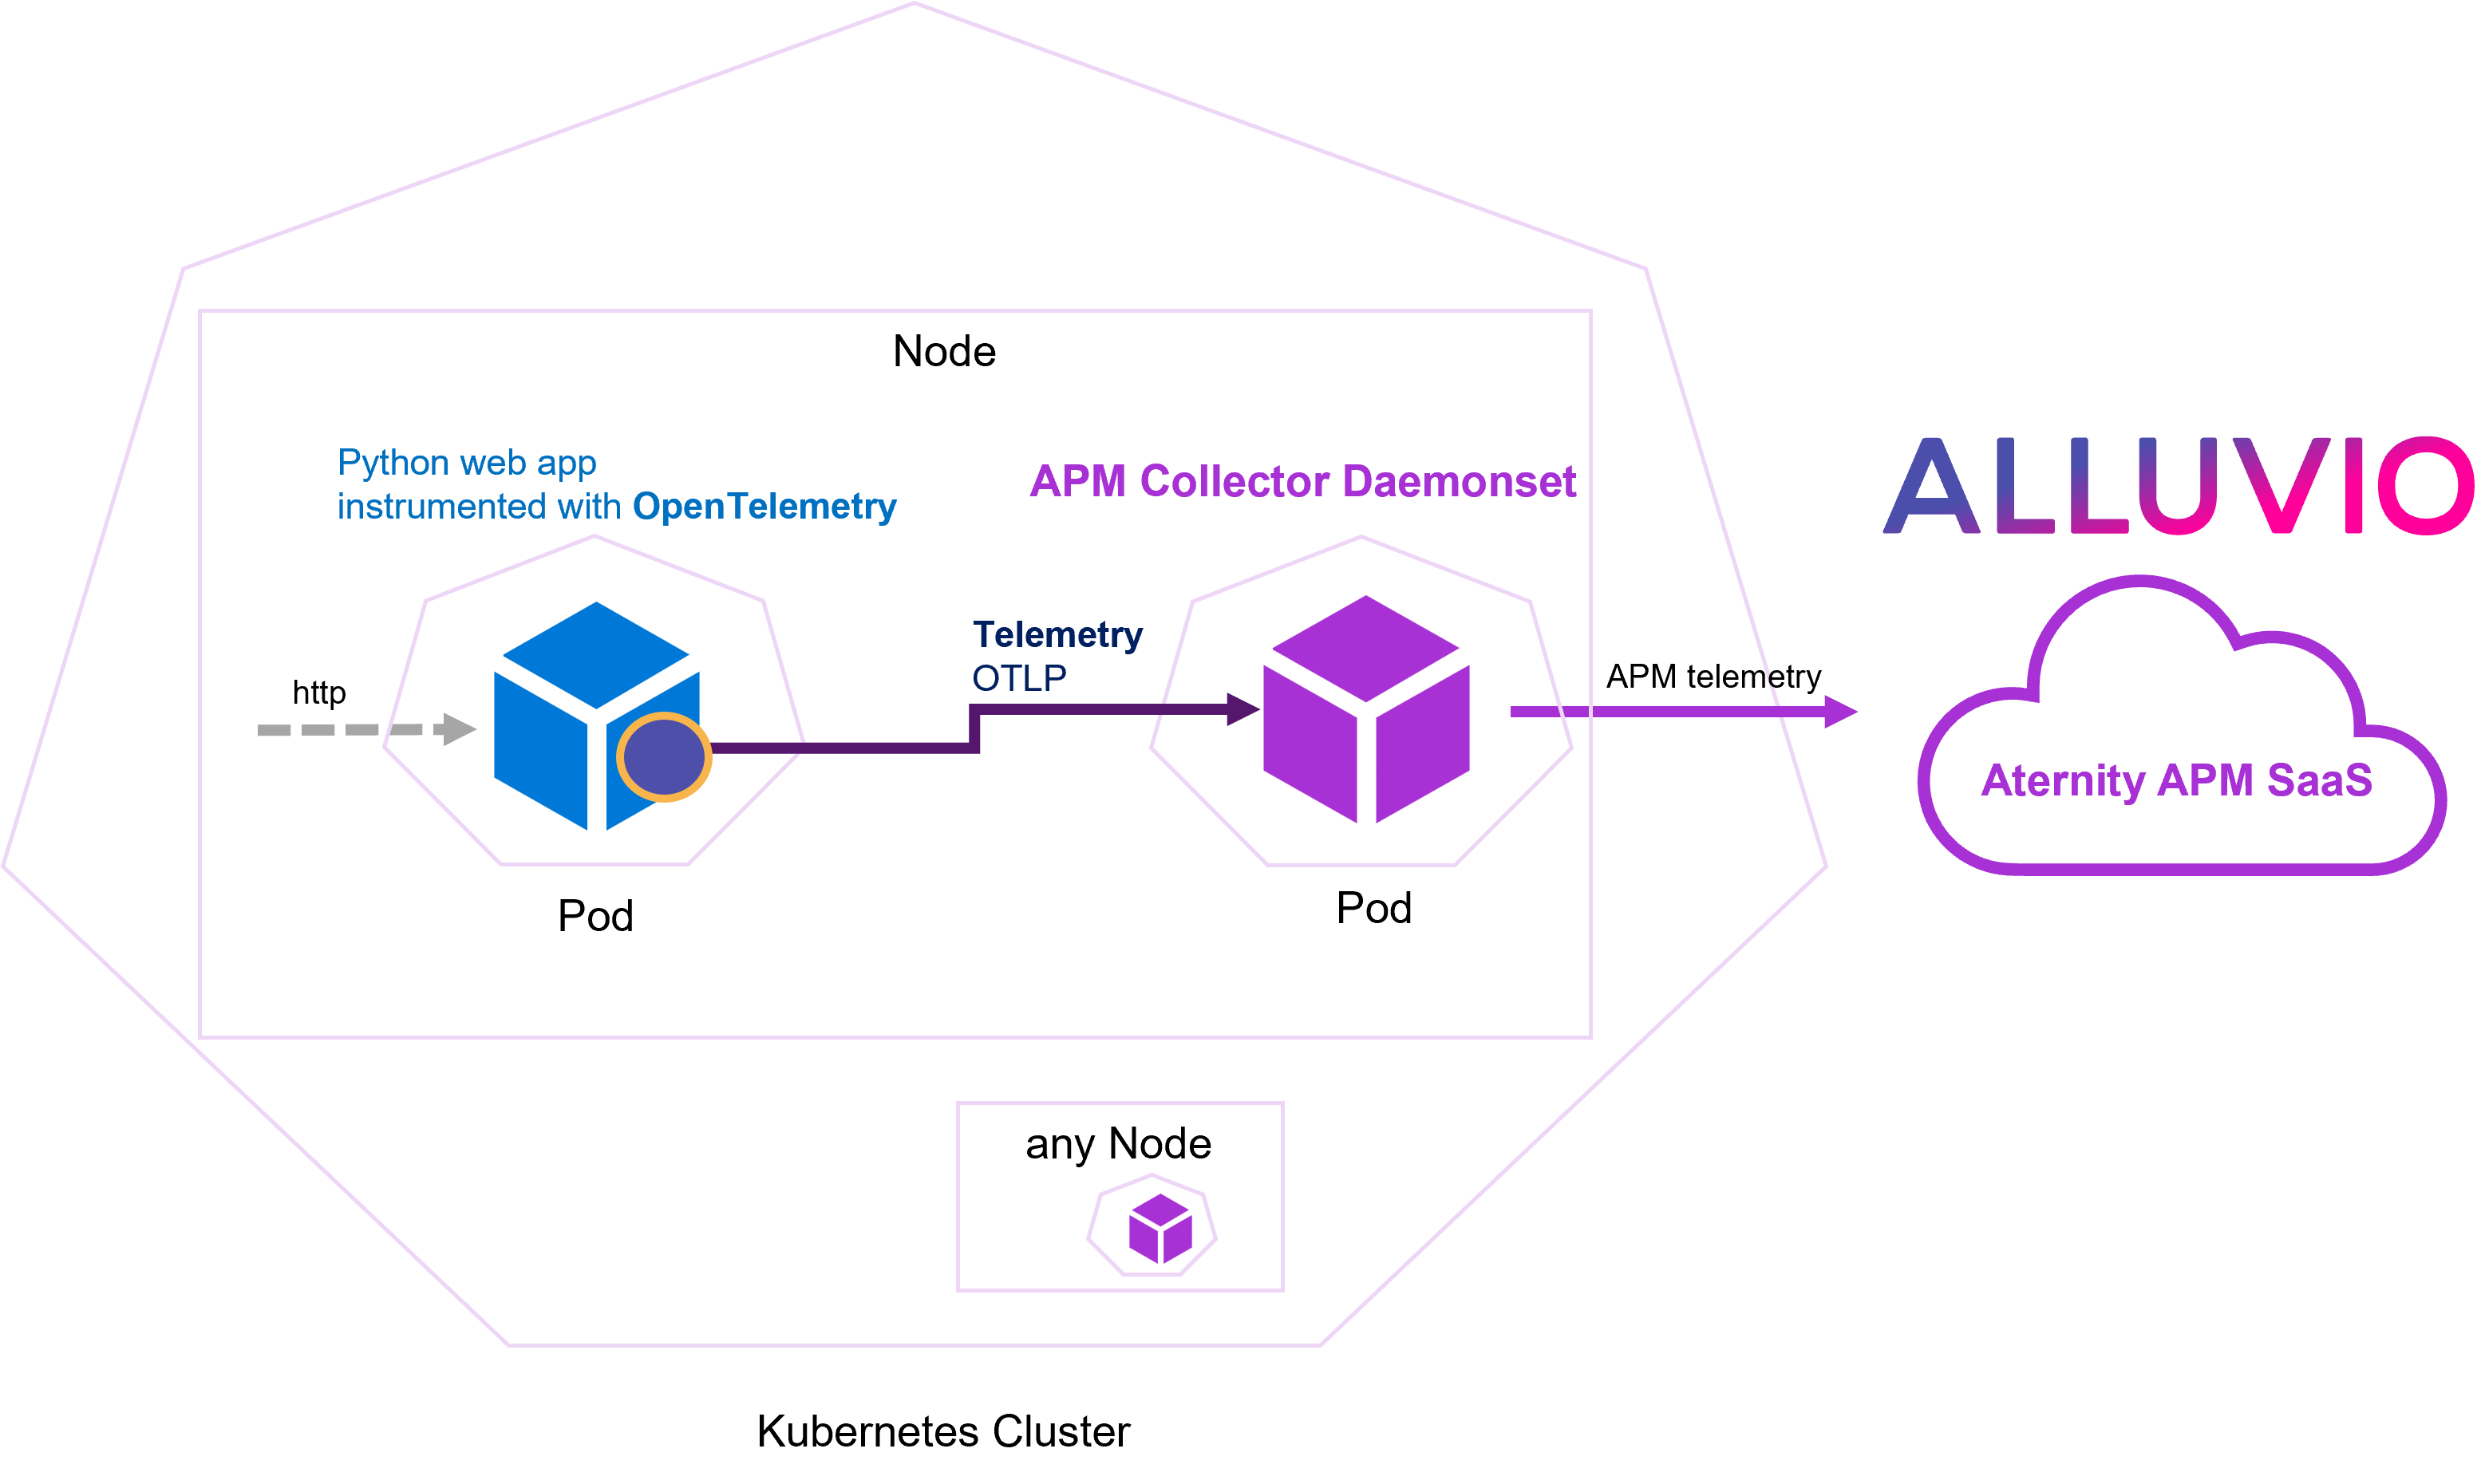 Node
Python web app
instrumented with OpenTelemetry
APM Collector Daemonset
ALLUVIO
Telemetry
OTLP
http
APM telemetry
Aternity APM SaaS
Pod
Pod
any Node
Kubernetes Cluster